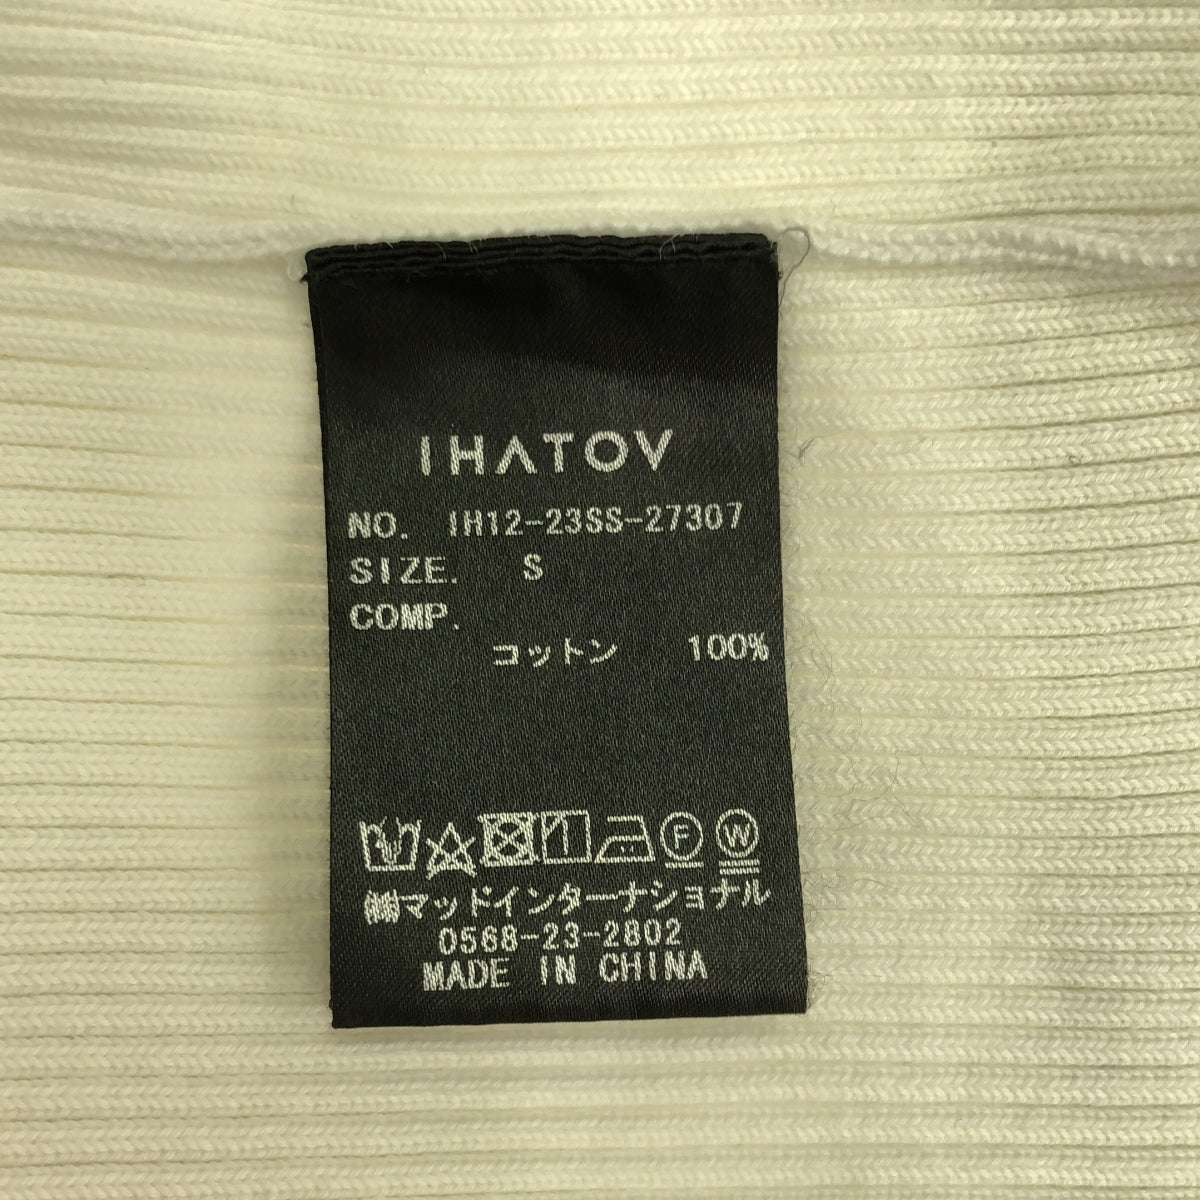 IHATOV
NO. IH12-23SS-27307
SIZE. S
COMP.
コットン 100%
F W
㈱マッドインターナショナル
0568-23-2802
MADE IN CHINA